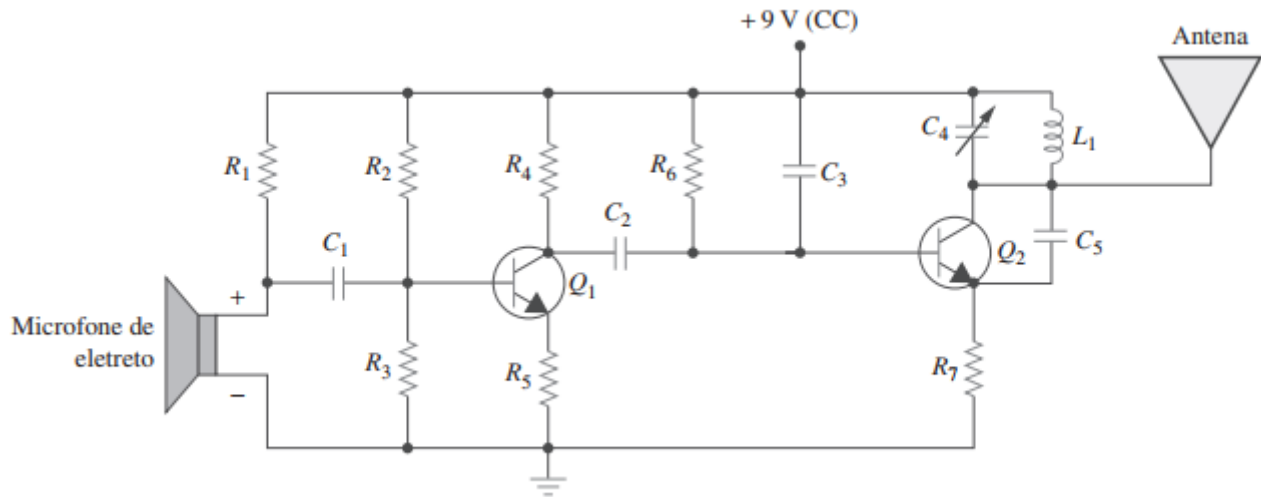 + 9 V (CC)
Antena
R1
R2
R4
R6
C3
C4
L1
C1
C2
Q1
Q2
C5
+
Microfone de
eletreto
−
R3
R5
R7